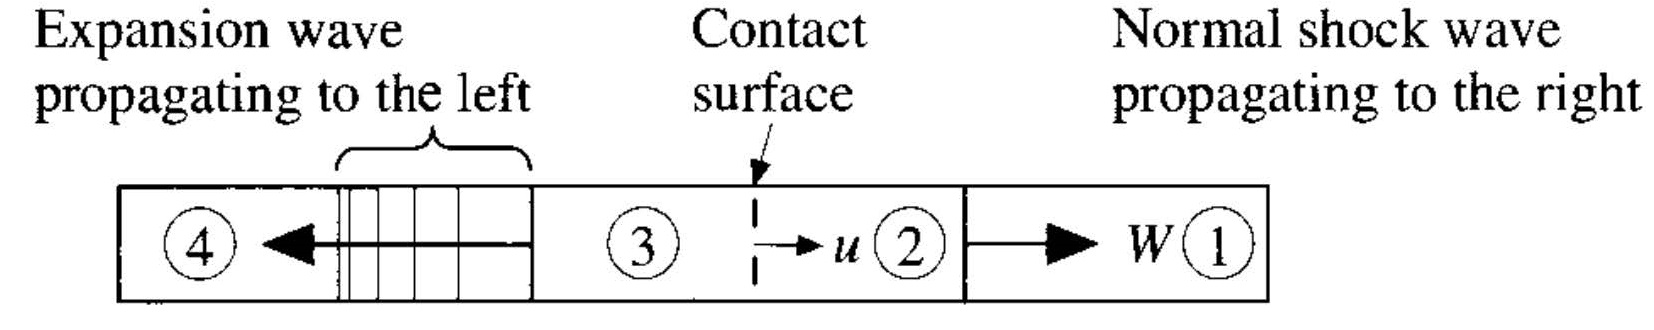 Expansion wave
propagating to the left
Contact
surface
Normal shock wave
propagating to the right
4 3 u 2 W 1